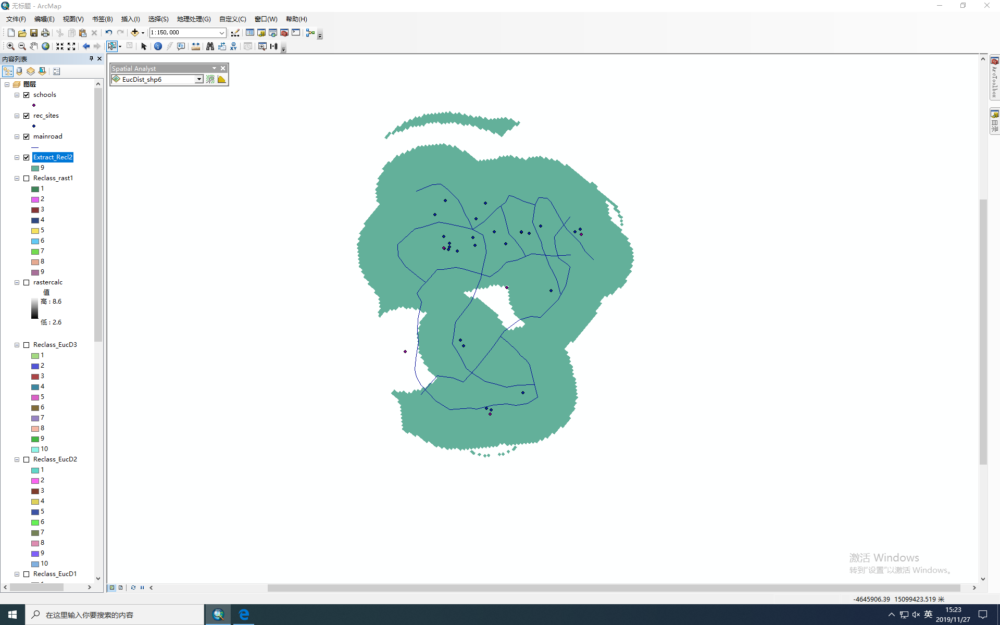 无标题 - ArcMap
文件(F) 编辑(E) 视图(V) 书签(B) 插入(I) 选择(S) 地理处理(G) 自定义(C) 窗口(W) 帮助(H)
1:150,000
内容列表
图层
schools
rec_sites
mainroad
Extract_Recl2
9
Reclass_rast1
1
2
3
4
5
6
7
8
9
rastercalc
值
高 : 8.6
低 : 2.6
Reclass_EucD3
1
2
3
4
5
6
7
8
9
10
Reclass_EucD2
1
2
3
4
5
6
7
8
9
10
Reclass_EucD1
Spatial Analyst
EucDist_shp6
ArcToolbox
目录
激活 Windows
转到"设置"以激活 Windows。
-4645906.39 15099423.519 米
在这里输入你要搜索的内容
英
15:23
2019/11/27